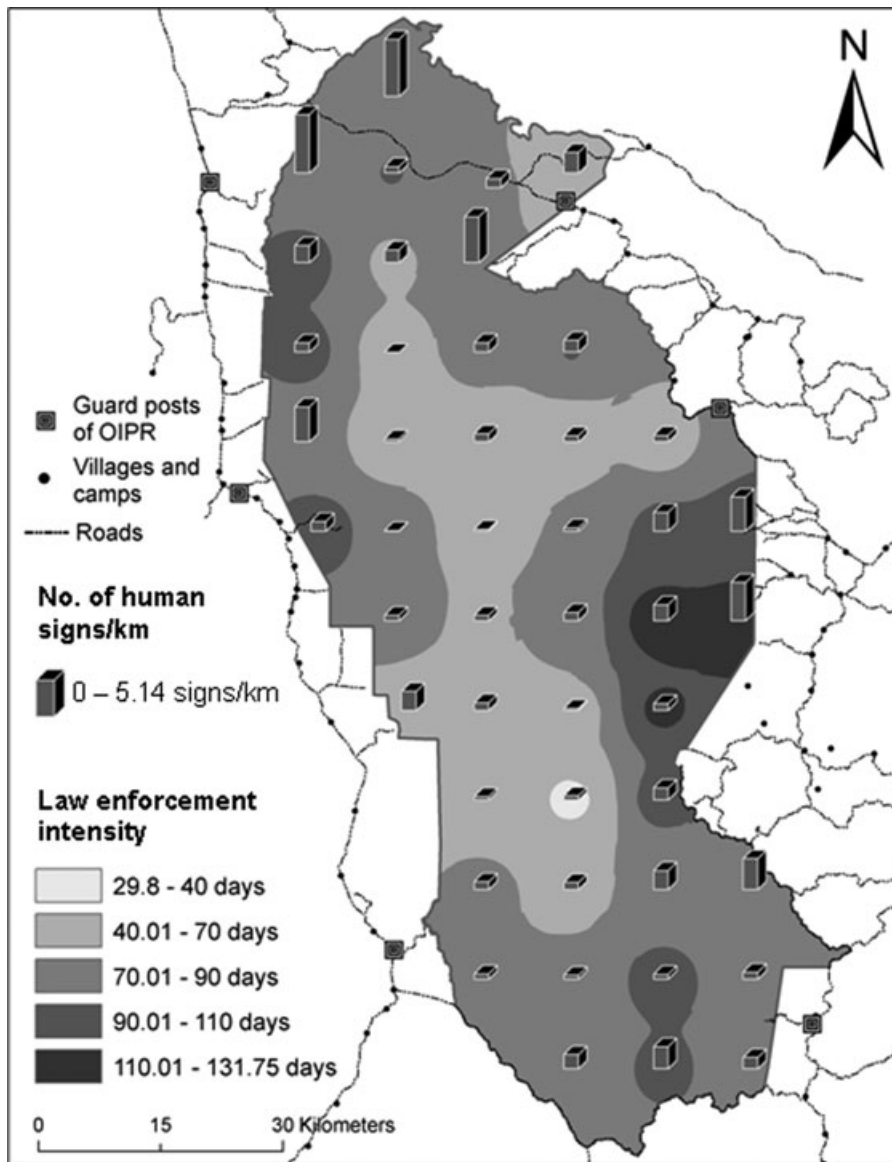 N
Guard posts
of OIPR
Villages and
camps
Roads
No. of human
signs/km
0 – 5.14 signs/km
Law enforcement
intensity
29.8 - 40 days
40.01 - 70 days
70.01 - 90 days
90.01 - 110 days
110.01 - 131.75 days
0 15 30 Kilometers